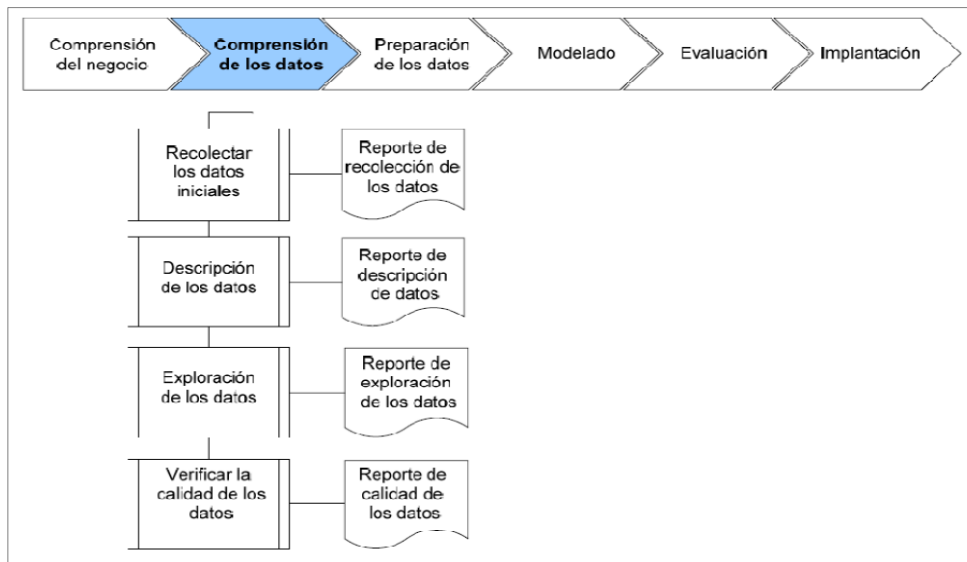 Comprensión
del negocio
Comprensión
de los datos
Preparación
de los datos
Modelado
Evaluación
Implantación
Recolectar
los datos
iniciales
Reporte de
recolección de
los datos
Descripción
de los datos
Reporte de
descripción
de datos
Exploración
de los datos
Reporte de
exploración
de los datos
Verificar la
calidad de los
datos
Reporte de
calidad de
los datos